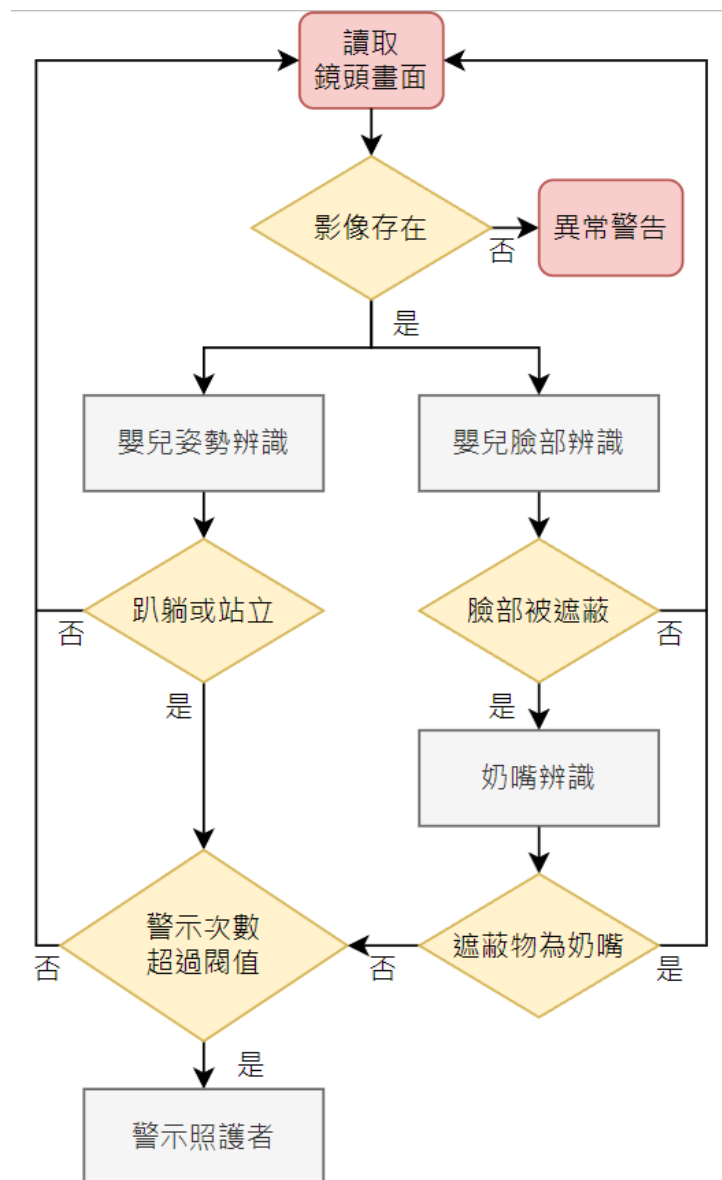 讀取
鏡頭畫面
影像存在
否
異常警告
是
嬰兒姿勢辨識
嬰兒臉部辨識
趴躺或站立
臉部被遮蔽
否
否
是
是
奶嘴辨識
警示次數
超過閥值
遮蔽物為奶嘴
否
否
是
是
警示照護者